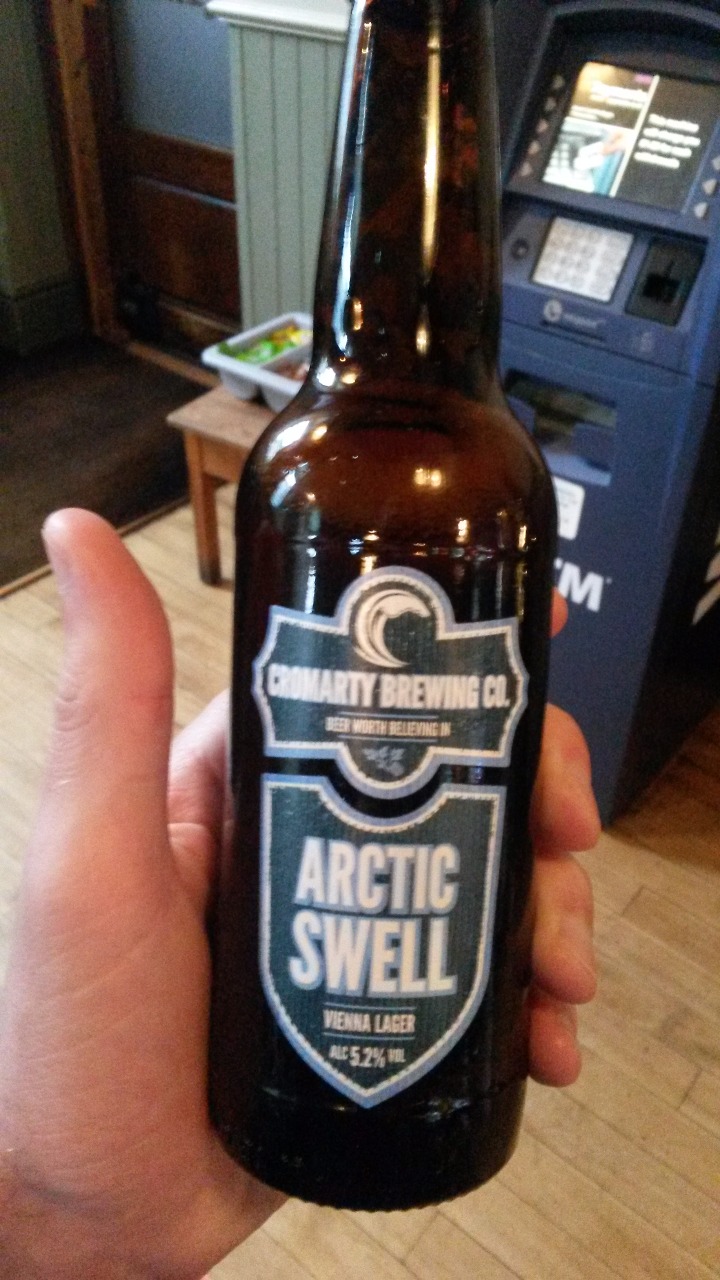 CROMARTY BREWING CO.
BEER WORTH BELIEVING IN
ARCTIC
SWELL
VIENNA LAGER
ALC 5.2% VOL